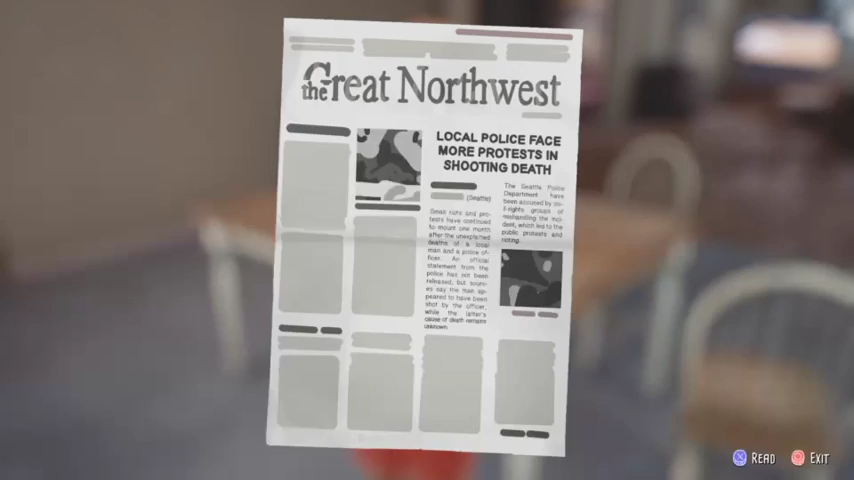 the Great Northwest
LOCAL POLICE FACE
MORE PROTESTS IN
SHOOTING DEATH
(Seattle)
Small riots and pro-
tests have continued
to mount one month
after the unexplained
deaths of a local
man and a police of-
ficer. An official
statement from the
police has not been
released, but sourc-
es say the man ap-
peared to have been
shot by the officer,
while the latter's
cause of death remains
unknown.
The Seattle Police
Department have
been accused by civ-
il-rights groups of
mishandling the inci-
dent, which led to the
public protests and
rioting.
READ
EXIT